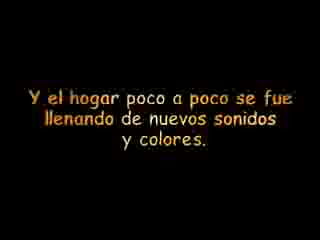 Y el hogar poco a poco se fue
llenando de nuevos sonidos
y colores.